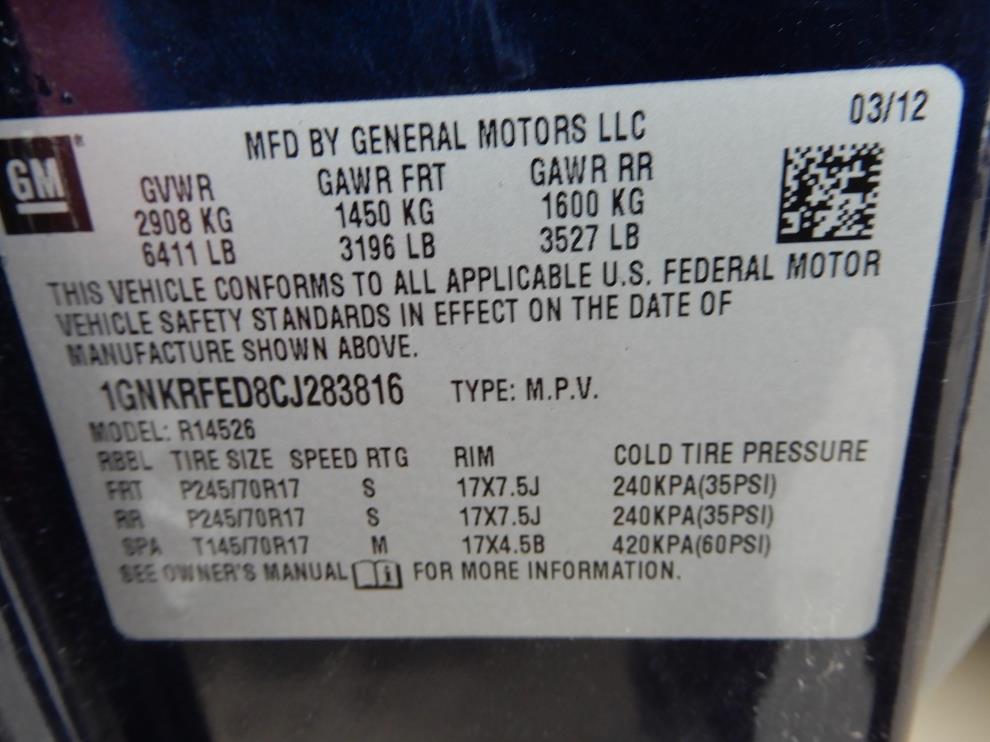 03/12
GM®
MFD BY GENERAL MOTORS LLC
GVWR GAWR FRT GAWR RR
2908 KG 1450 KG 1600 KG
6411 LB 3196 LB 3527 LB
THIS VEHICLE CONFORMS TO ALL APPLICABLE U.S. FEDERAL MOTOR
VEHICLE SAFETY STANDARDS IN EFFECT ON THE DATE OF
MANUFACTURE SHOWN ABOVE.
1GNKRFED8CJ283816 TYPE: M.P.V.
MODEL: R14526
RBBL TIRE SIZE SPEED RTG RIM COLD TIRE PRESSURE
FRT P245/70R17 S 17X7.5J 240KPA(35PSI)
RR P245/70R17 S 17X7.5J 240KPA(35PSI)
SPA T145/70R17 M 17X4.5B 420KPA(60PSI)
SEE OWNER'S MANUAL i FOR MORE INFORMATION.